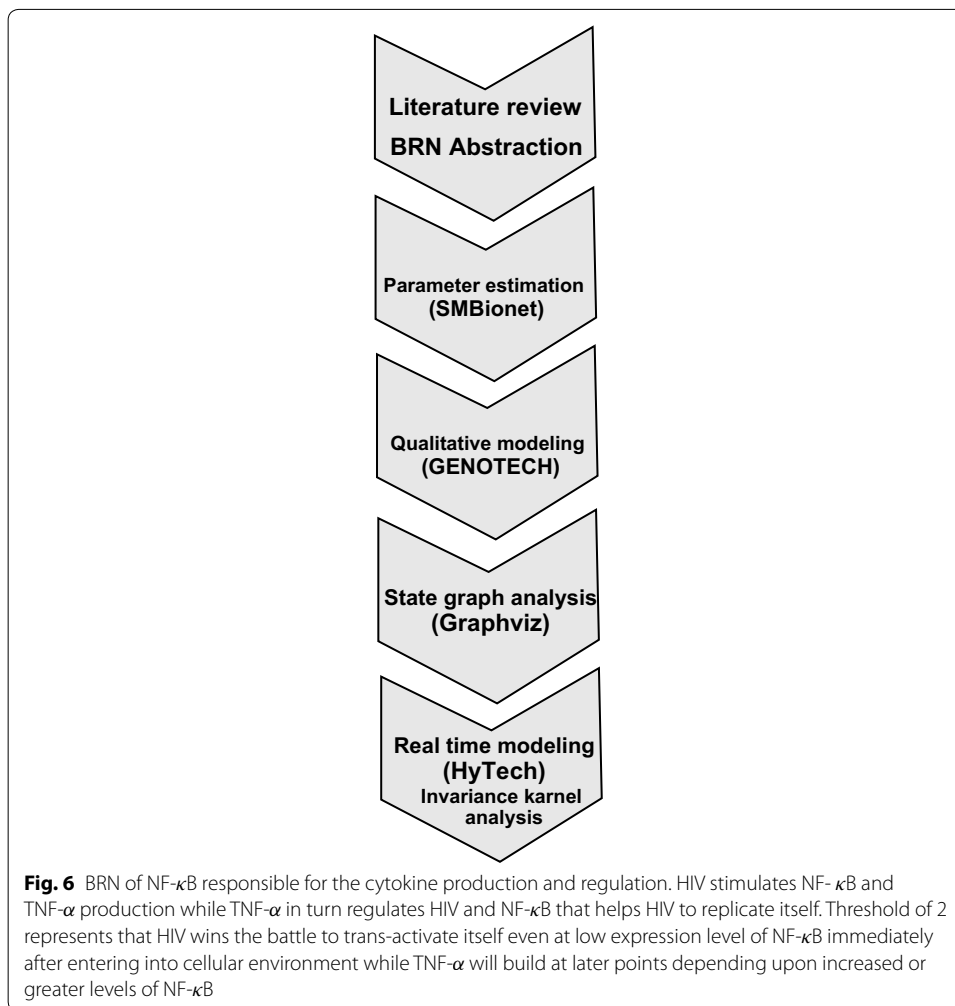 Literature review
BRN Abstraction
Parameter estimation
(SMBionet)
Qualitative modeling
(GENOTECH)
State graph analysis
(Graphviz)
Real time modeling
(HyTech)
Invariance karnel
analysis
Fig. 6 BRN of NF-κB responsible for the cytokine production and regulation. HIV stimulates NF- κB and
TNF-α production while TNF-α in turn regulates HIV and NF-κB that helps HIV to replicate itself. Threshold of 2
represents that HIV wins the battle to trans-activate itself even at low expression level of NF-κB immediately
after entering into cellular environment while TNF-α will build at later points depending upon increased or
greater levels of NF-κB